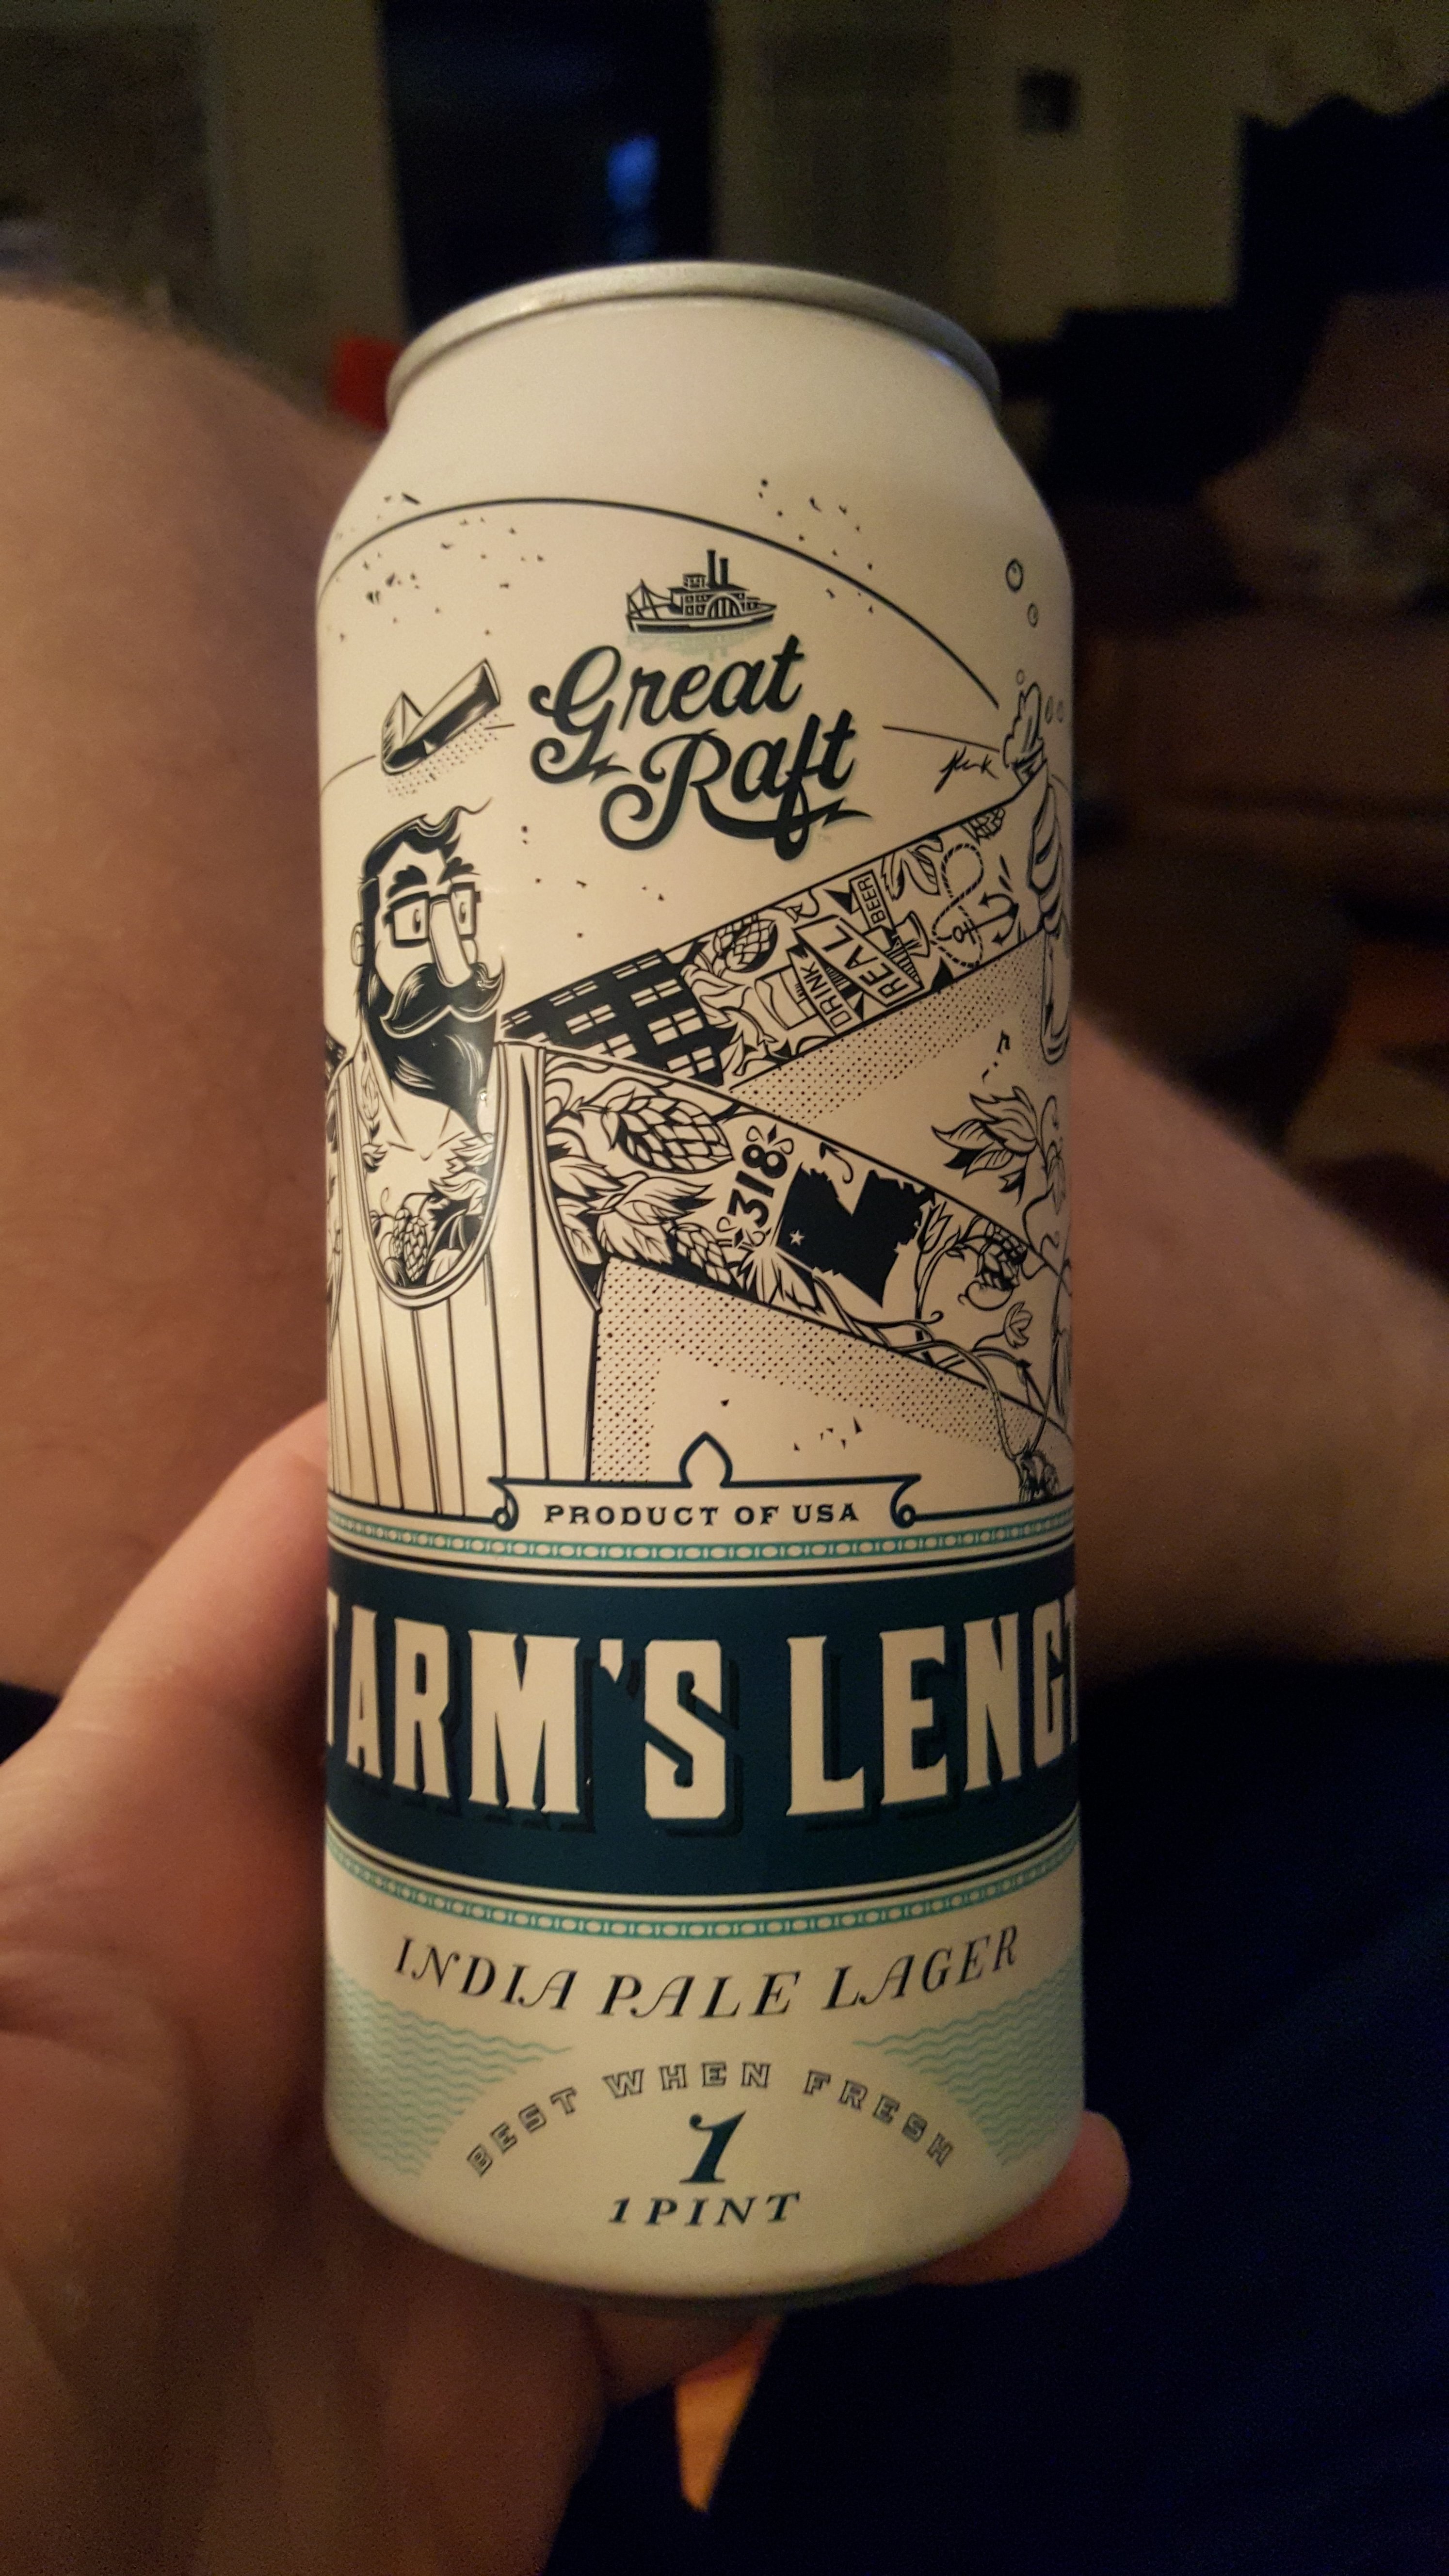 Great
Raft
DRINK
REAL
BEER
318
PRODUCT OF USA
ARM'S LENG
INDIA PALE LAGER
BEST WHEN FRESH
1
1 PINT